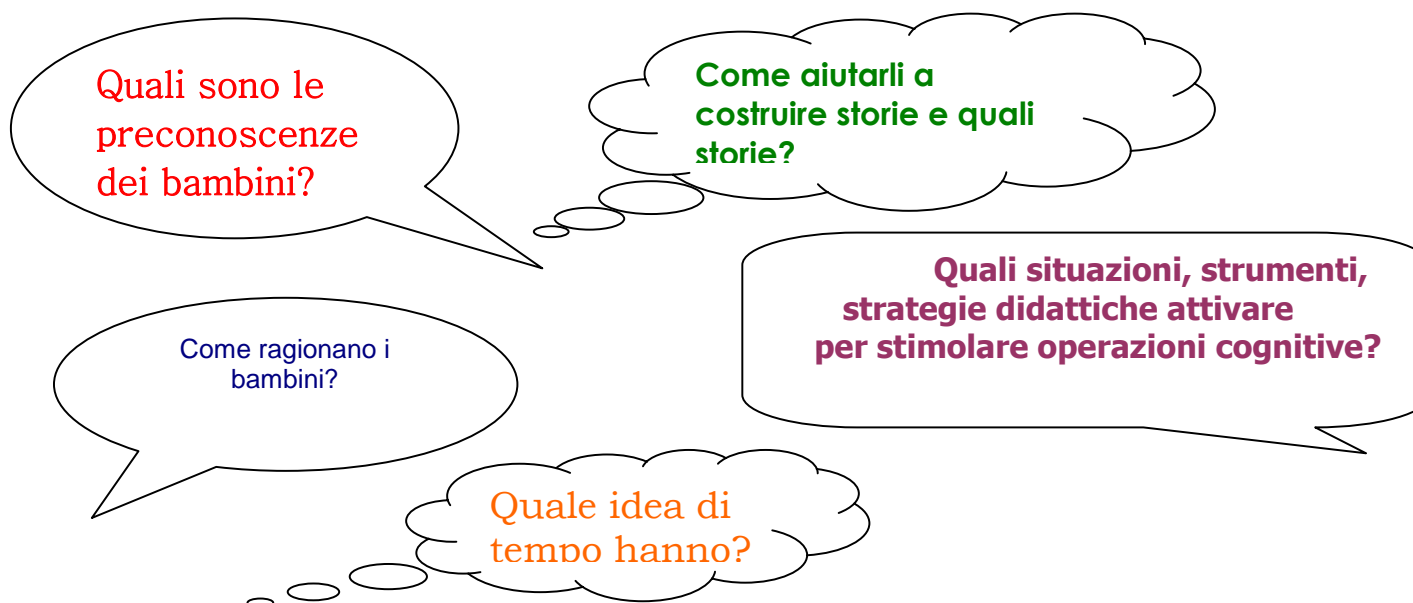 Quali sono le
preconoscenze
dei bambini?
Come aiutarli a
costruire storie e quali
storie?
Quali situazioni, strumenti,
strategie didattiche attivare
per stimolare operazioni cognitive?
Come ragionano i
bambini?
Quale idea di
tempo hanno?